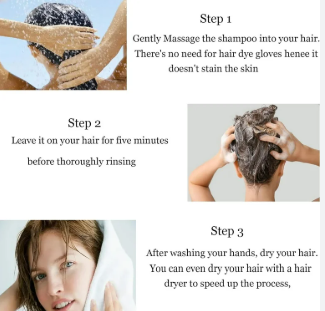 Step 1
Gently Massage the shampoo into your hair.
There's no need for hair dye gloves henee it
doesn't stain the skin
Step 2
Leave it on your hair for five minutes
before thoroughly rinsing
Step 3
After washing your hands, dry your hair.
You can even dry your hair with a hair
dryer to speed up the process,